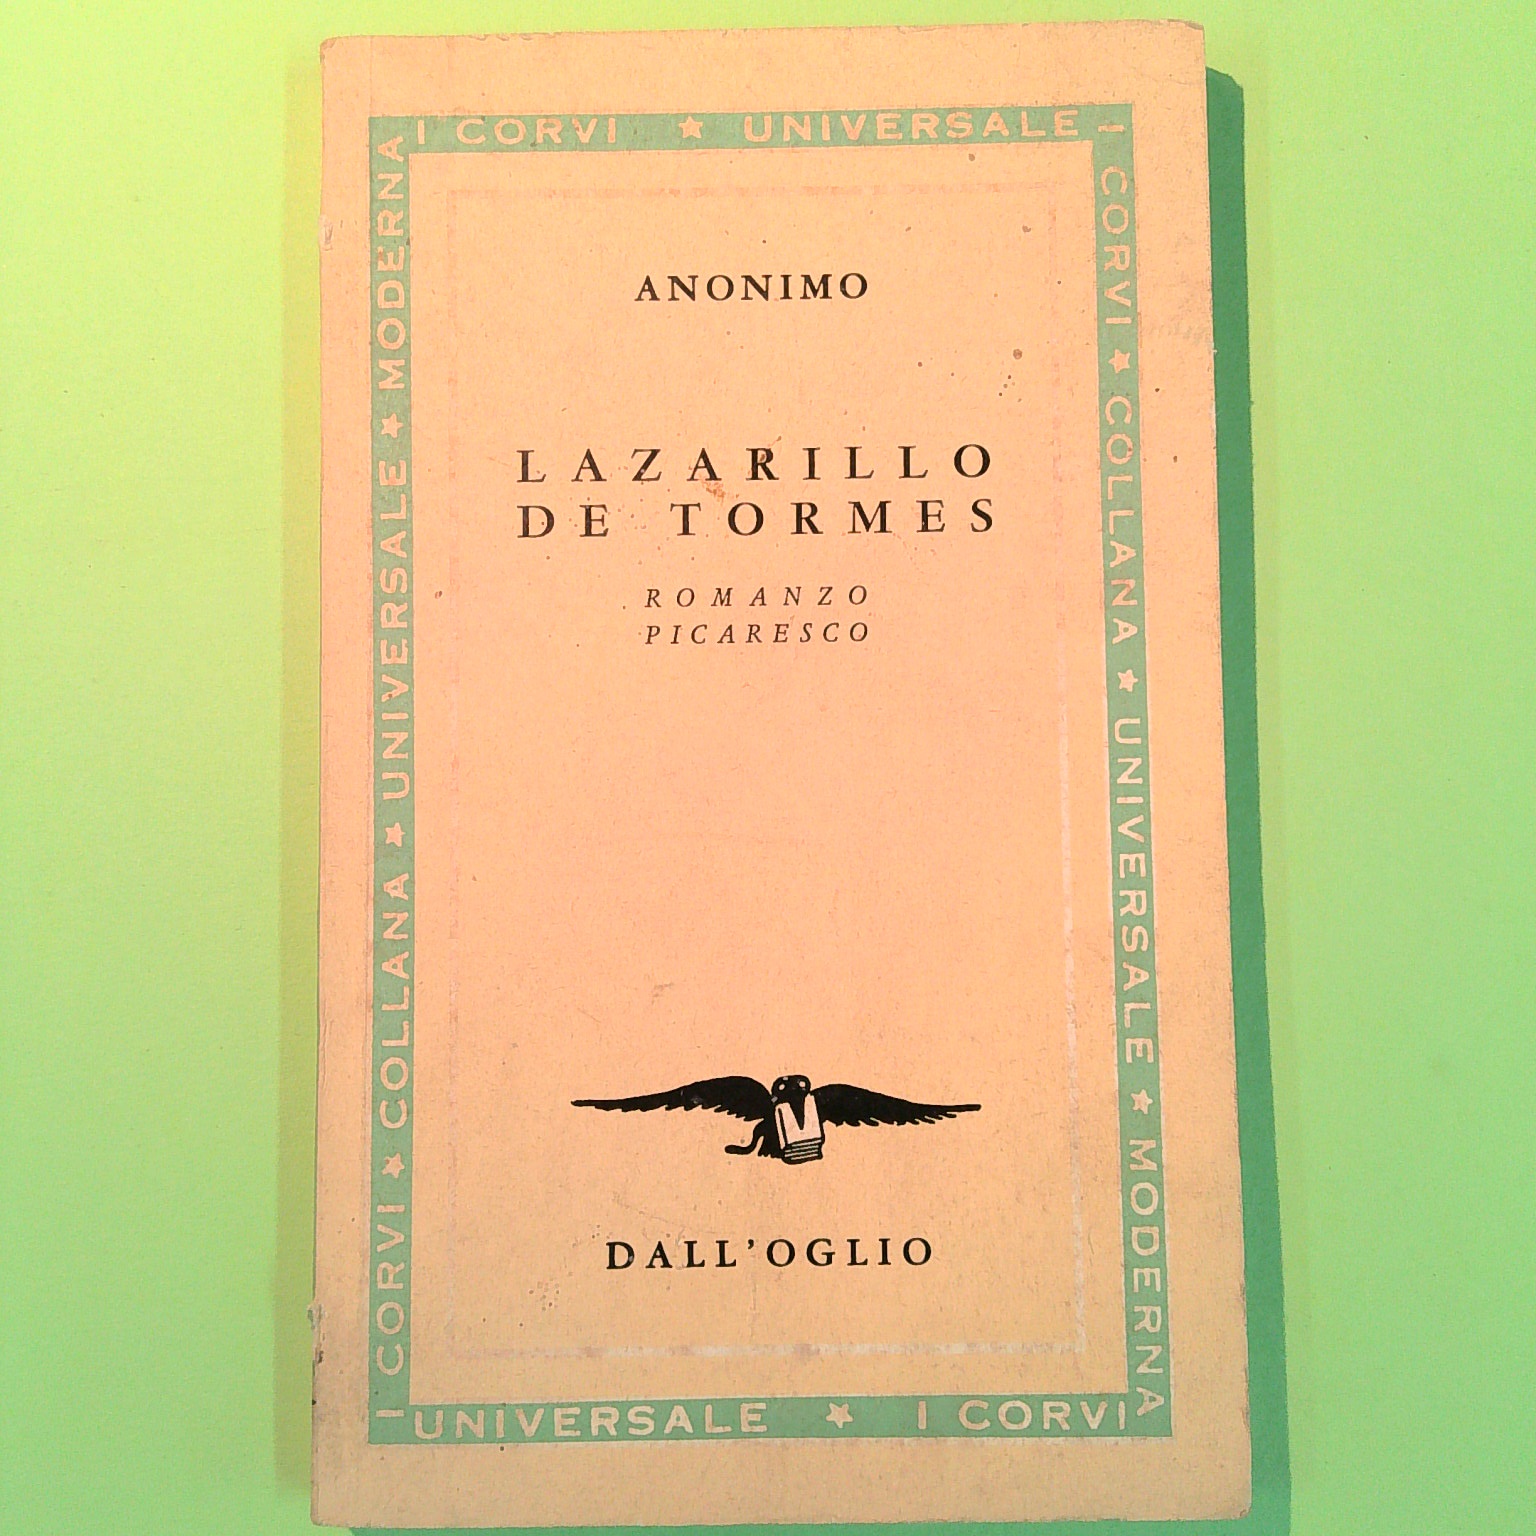 I CORVI ★ UNIVERSALE
I CORVI ★ COLLANA ★ UNIVERSALE ★ MODERNA
I CORVI ★ COLLANA ★ UNIVERSALE ★ MODERNA
ANONIMO
LAZARILLO
DE TORMES
ROMANZO
PICARESCO
DALL'OGLIO
UNIVERSALE ★ I CORVI